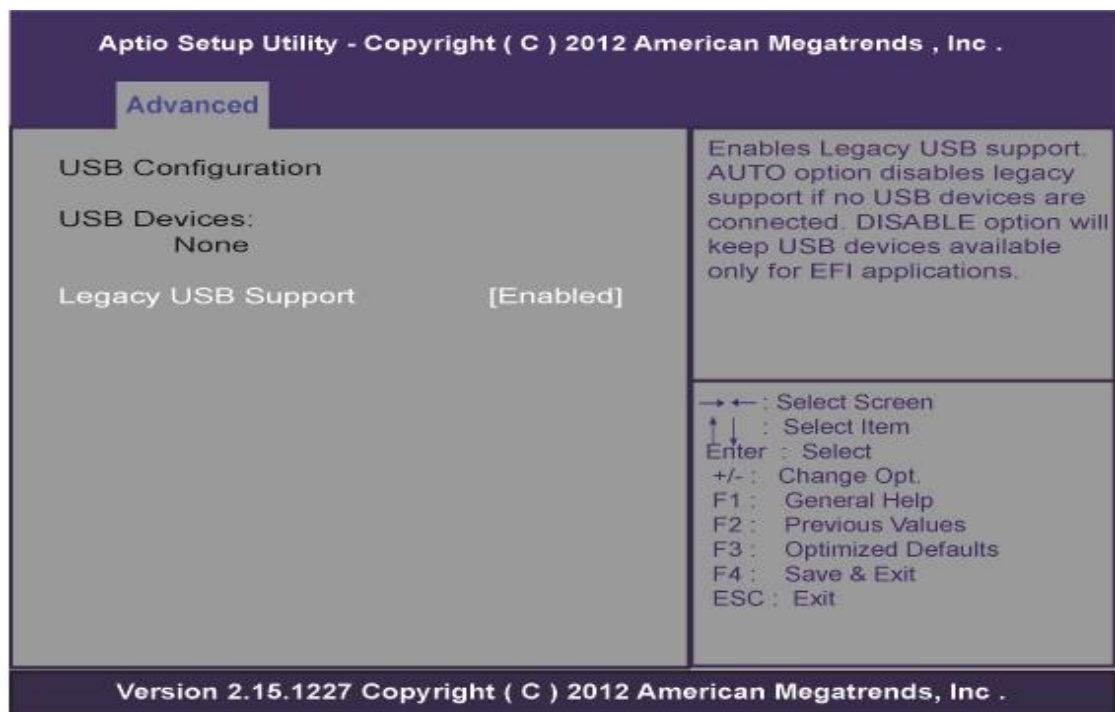 Aptio Setup Utility - Copyright ( C ) 2012 American Megatrends , Inc .
Advanced
USB Configuration
USB Devices:
None
Legacy USB Support [Enabled]
Enables Legacy USB support.
AUTO option disables legacy
support if no USB devices are
connected. DISABLE option will
keep USB devices available
only for EFI applications.
→ ←: Select Screen
↑↓ : Select Item
Enter : Select
+/- : Change Opt.
F1 : General Help
F2 : Previous Values
F3 : Optimized Defaults
F4 : Save & Exit
ESC : Exit
Version 2.15.1227 Copyright ( C ) 2012 American Megatrends, Inc .